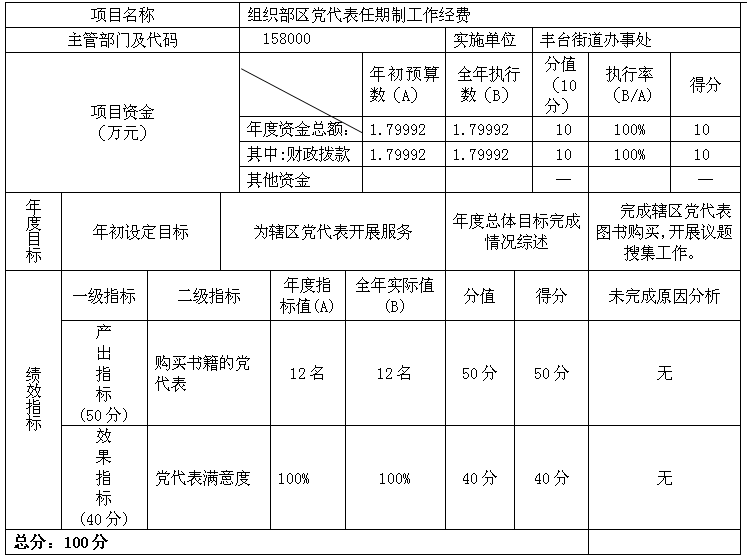 项目名称 组织部区党代表任期制工作经费
主管部门及代码 158000 实施单位 丰台街道办事处
项目资金
（万元）
年初预算
数（A）
全年执行
数（B）
分值
（10
分）
执行率
（B/A）
得分
年度资金总额： 1.79992 1.79992 10 100% 10
其中:财政拨款 1.79992 1.79992 10 100% 10
其他资金 — —
年度目标
年初设定目标
为辖区党代表开展服务
年度总体目标完成
情况综述
完成辖区党代表
图书购买,开展议题
搜集工作。
绩效指标
一级指标
二级指标
年度指
标值(A)
全年实际值
(B)
分值
得分
未完成原因分析
产
出
指
标
(50分)
购买书籍的党
代表
12名
12名
50分
50分
无
效
果
指
标
(40分)
党代表满意度
100%
100%
40分
40分
无
总分：100分